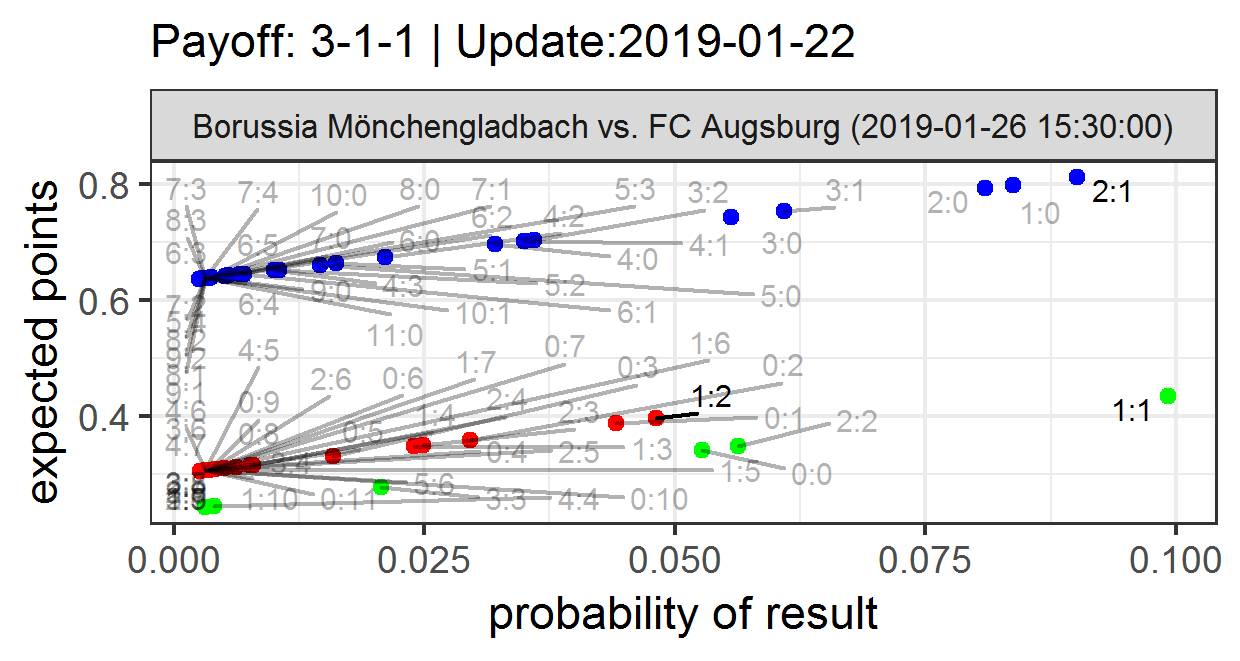 Payoff: 3-1-1 | Update:2019-01-22
Borussia Mönchengladbach vs. FC Augsburg (2019-01-26 15:30:00)
expected points
0.8
0.6
0.4
7:3 7:4 10:0 8:0 7:1 5:3 3:2 3:1 2:0 1:0 2:1
8:3 6:5 7:0 6:2 6:0 4:2 4:1 3:0
6:3 5:1 4:0
9:0 4:3 5:2 5:0
6:4 10:1 6:1
11:0
4:5 1:7 0:7 1:6
2:6 0:6 0:3 0:2
0:9 1:4 2:4 2:3 1:2 0:1 2:2 1:1
0:8 0:5 0:4 2:5 1:3
5:6 1:5 0:0
1:10 0:11 3:3 4:4 0:10
0.000 0.025 0.050 0.075 0.100
probability of result